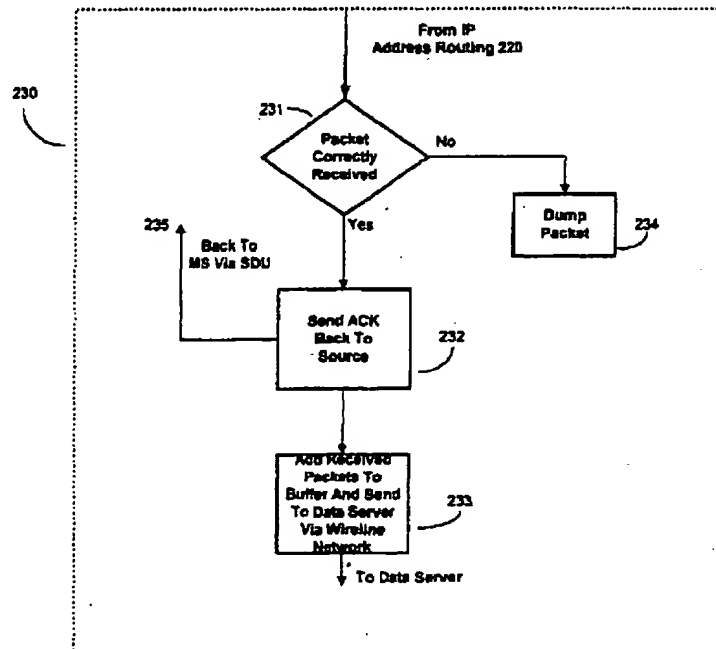 From IP
Address Routing 220
230
231
Packet
Correctly
Received
No
Yes
Dump
Packet
234
235
Back To
MS Via SDU
Send ACK
Back To
Source
232
Add Received
Packets To
Buffer And Send
To Data Server
Via Wireline
Network
233
To Data Server